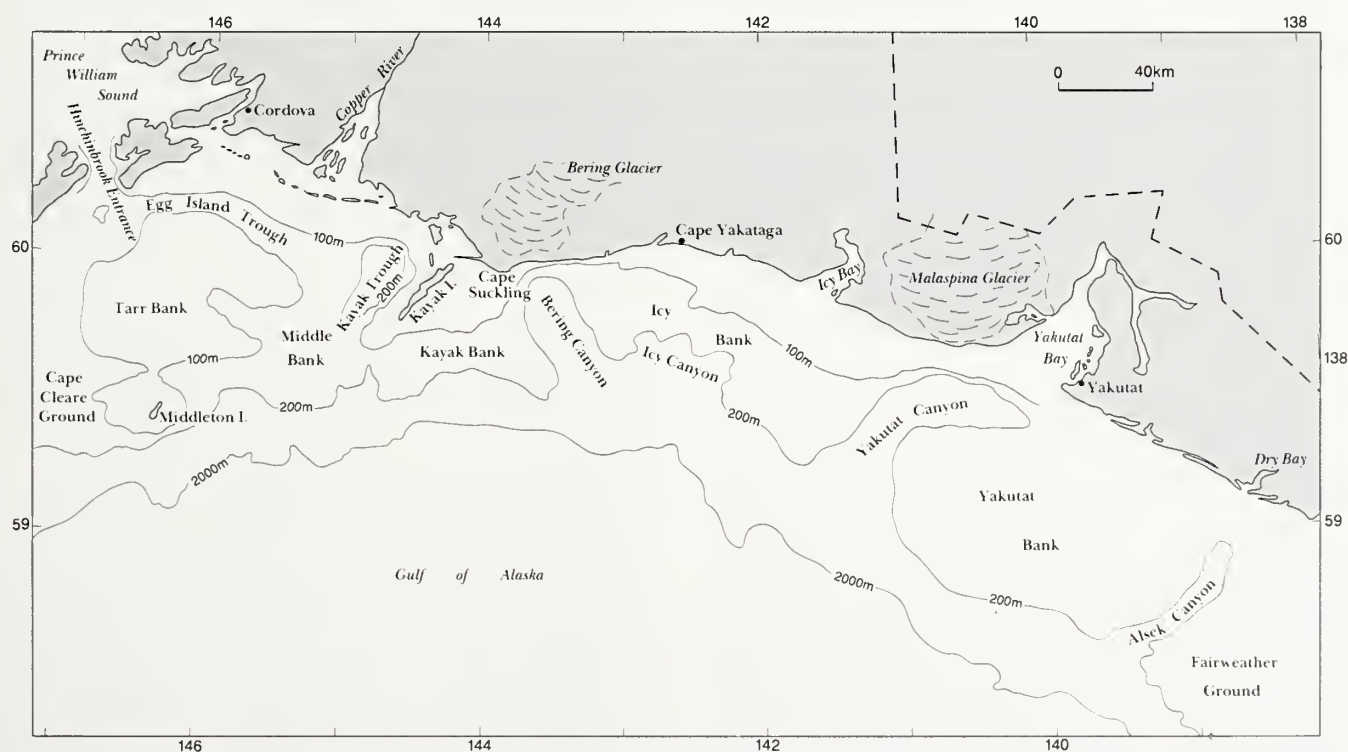 146
144
142
140
138
Prince
William
Sound
Cordova
Copper River
0 40km
Hinchinbrook Entrance
Bering Glacier
Egg Island Trough
100m
Cape Yakataga
60
60
Kayak Trough
200m
Kayak I.
Cape
Suckling
Icy Bay
Malaspina Glacier
Tarr Bank
Middle
Bank
Bering Canyon
Icy
Bank
Yakutat
Bay
100m
Kayak Bank
Icy Canyon
100m
138
Cape
Cleare
Ground
Middleton I.
200m
200m
Yakutat Canyon
Yakutat
2000m
Dry Bay
59
59
Yakutat
Bank
Gulf of Alaska
2000m
200m
Alsek Canyon
Fairweather
Ground
146
144
142
140